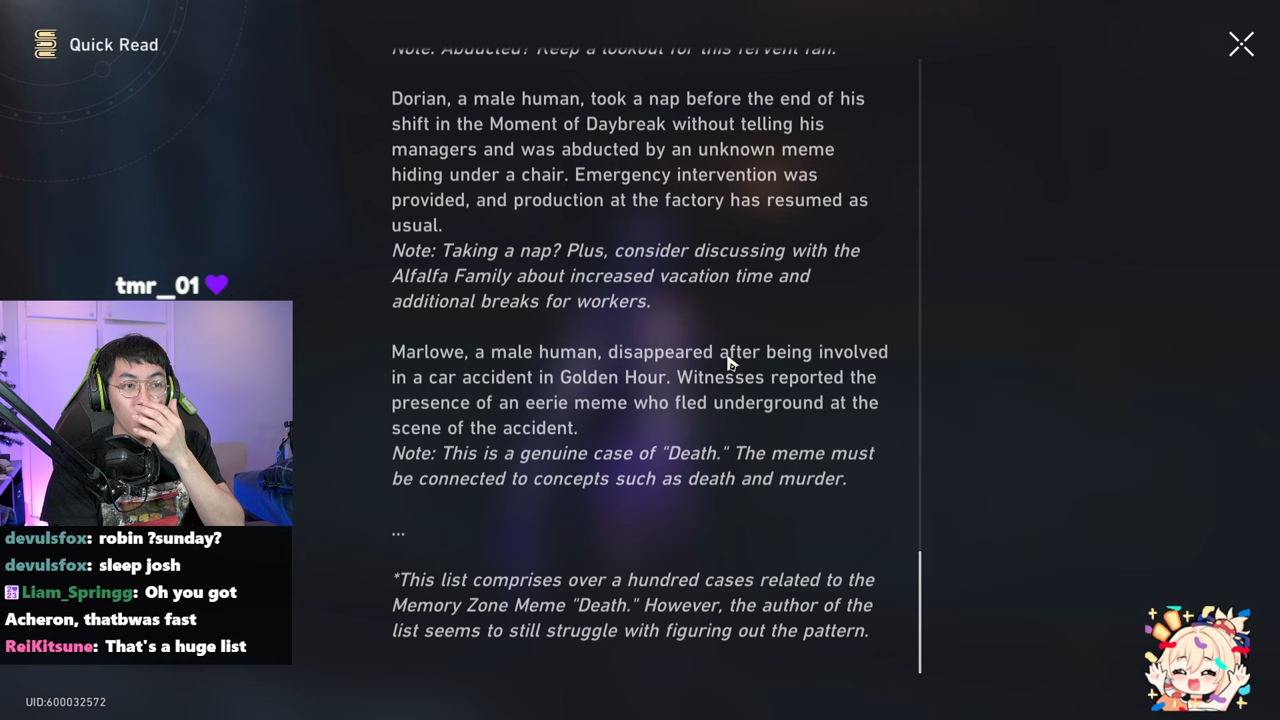 Quick Read
Note: Abducted? Keep a lookout for this fervent fan.
Dorian, a male human, took a nap before the end of his
shift in the Moment of Daybreak without telling his
managers and was abducted by an unknown meme
hiding under a chair. Emergency intervention was
provided, and production at the factory has resumed as
usual.
Note: Taking a nap? Plus, consider discussing with the
Alfalfa Family about increased vacation time and
additional breaks for workers.
Marlowe, a male human, disappeared after being involved
in a car accident in Golden Hour. Witnesses reported the
presence of an eerie meme who fled underground at the
scene of the accident.
Note: This is a genuine case of "Death." The meme must
be connected to concepts such as death and murder.
...
*This list comprises over a hundred cases related to the
Memory Zone Meme "Death." However, the author of the
list seems to still struggle with figuring out the pattern.
tmr_01💜
devulsfox: robin ?sunday?
devulsfox: sleep josh
Liam_Springg: Oh you got
Acheron, thatbwas fast
ReiKitsune: That's a huge list
UID:600032572